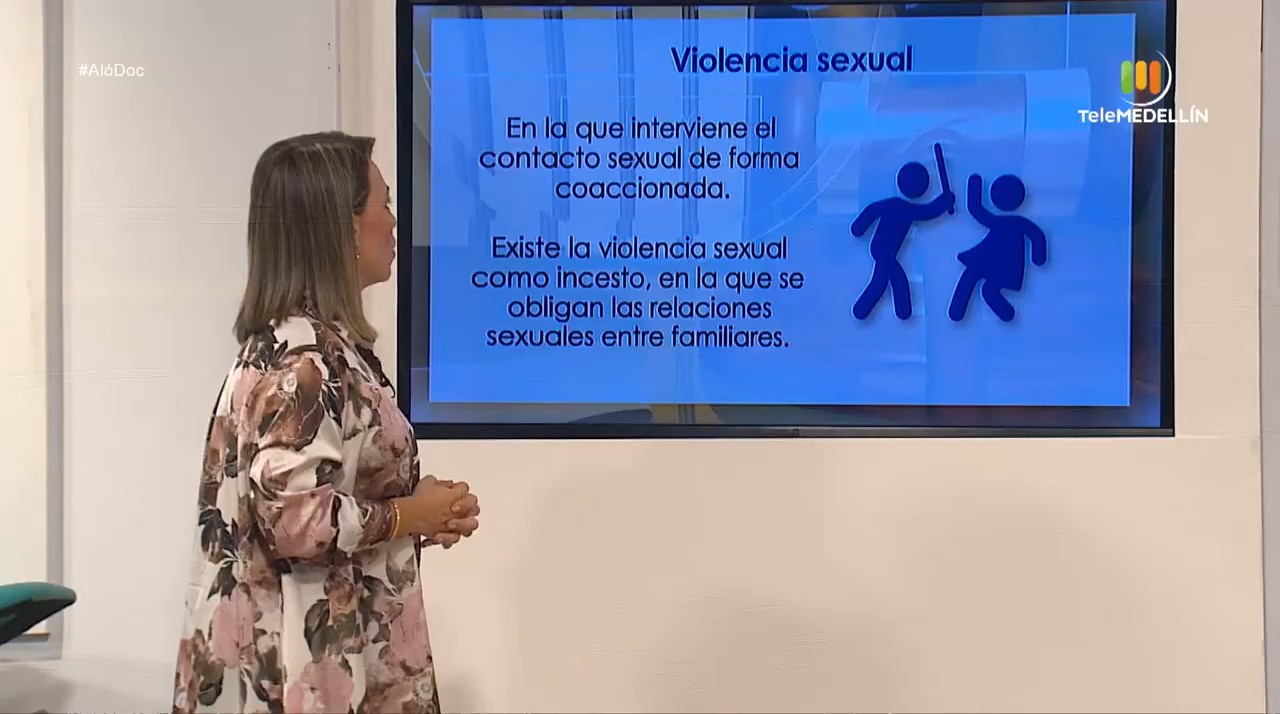 #AlóDoc
Violencia sexual
TeleMEDELLÍN
En la que interviene el
contacto sexual de forma
coaccionada.
Existe la violencia sexual
como incesto, en la que se
obligan las relaciones
sexuales entre familiares.